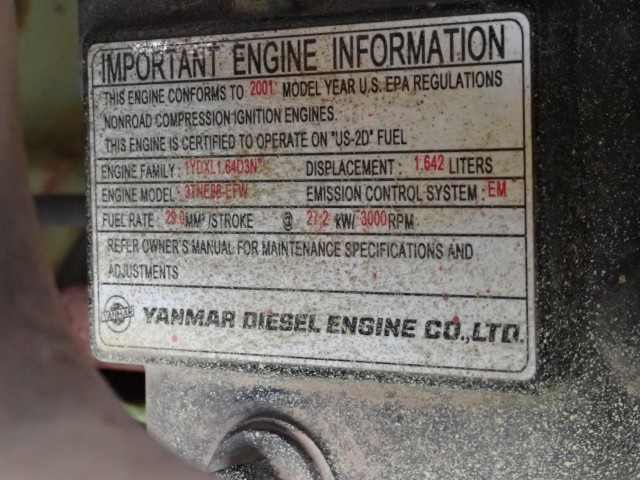 IMPORTANT ENGINE INFORMATION
THIS ENGINE CONFORMS TO 2001 MODEL YEAR U.S. EPA REGULATIONS
NONROAD COMPRESSION IGNITION ENGINES.
THIS ENGINE IS CERTIFIED TO OPERATE ON "US-2D" FUEL
ENGINE FAMILY : 1YDXL1.64D3N DISPLACEMENT : 1.642 LITERS
ENGINE MODEL : 3TNE88-EFW EMISSION CONTROL SYSTEM : EM
FUEL RATE : 29.0 MM³ /STROKE @ 27.2 kW/ 3000 RPM
REFER OWNER'S MANUAL FOR MAINTENANCE SPECIFICATIONS AND
ADJUSTMENTS
YANMAR YANMAR DIESEL ENGINE CO.,LTD.